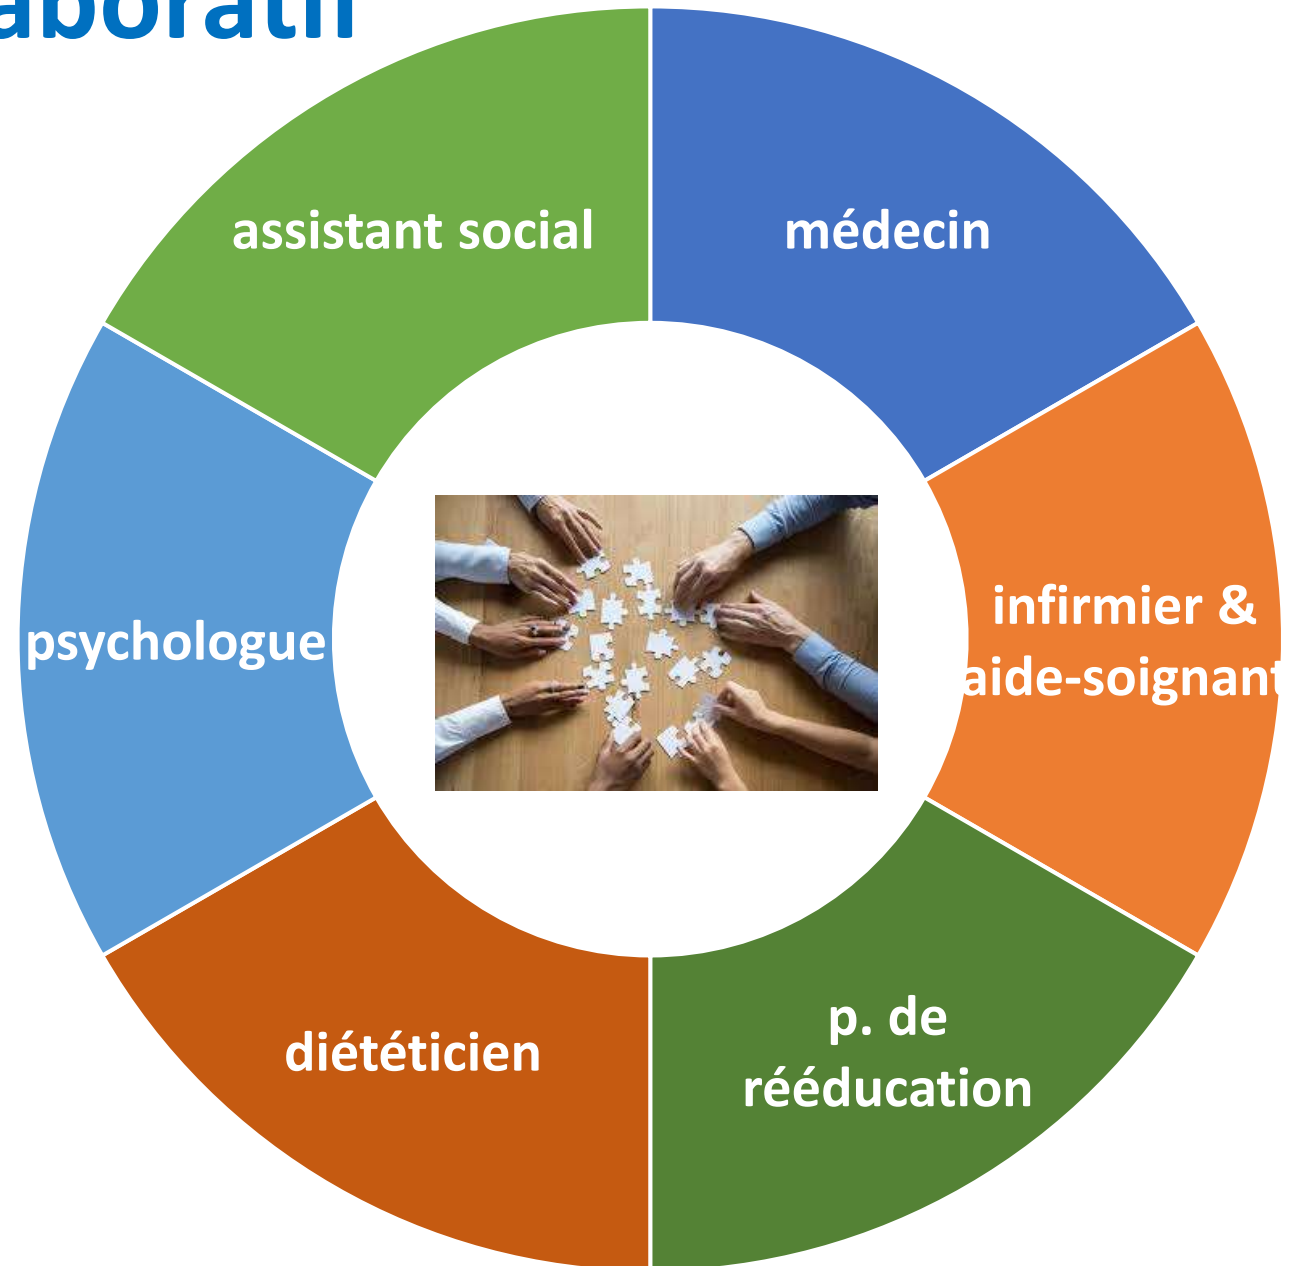 aboratif
assistant social
médecin
infirmier &
aide-soignant
psychologue
p. de
rééducation
diététicien